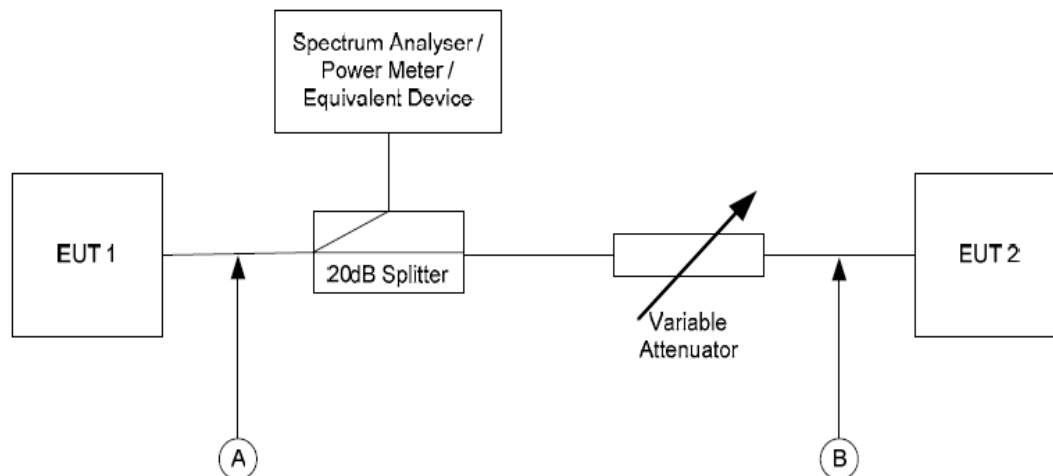 Spectrum Analyser /
Power Meter /
Equivalent Device
EUT 1
20dB Splitter
Variable
Attenuator
EUT 2
A
B